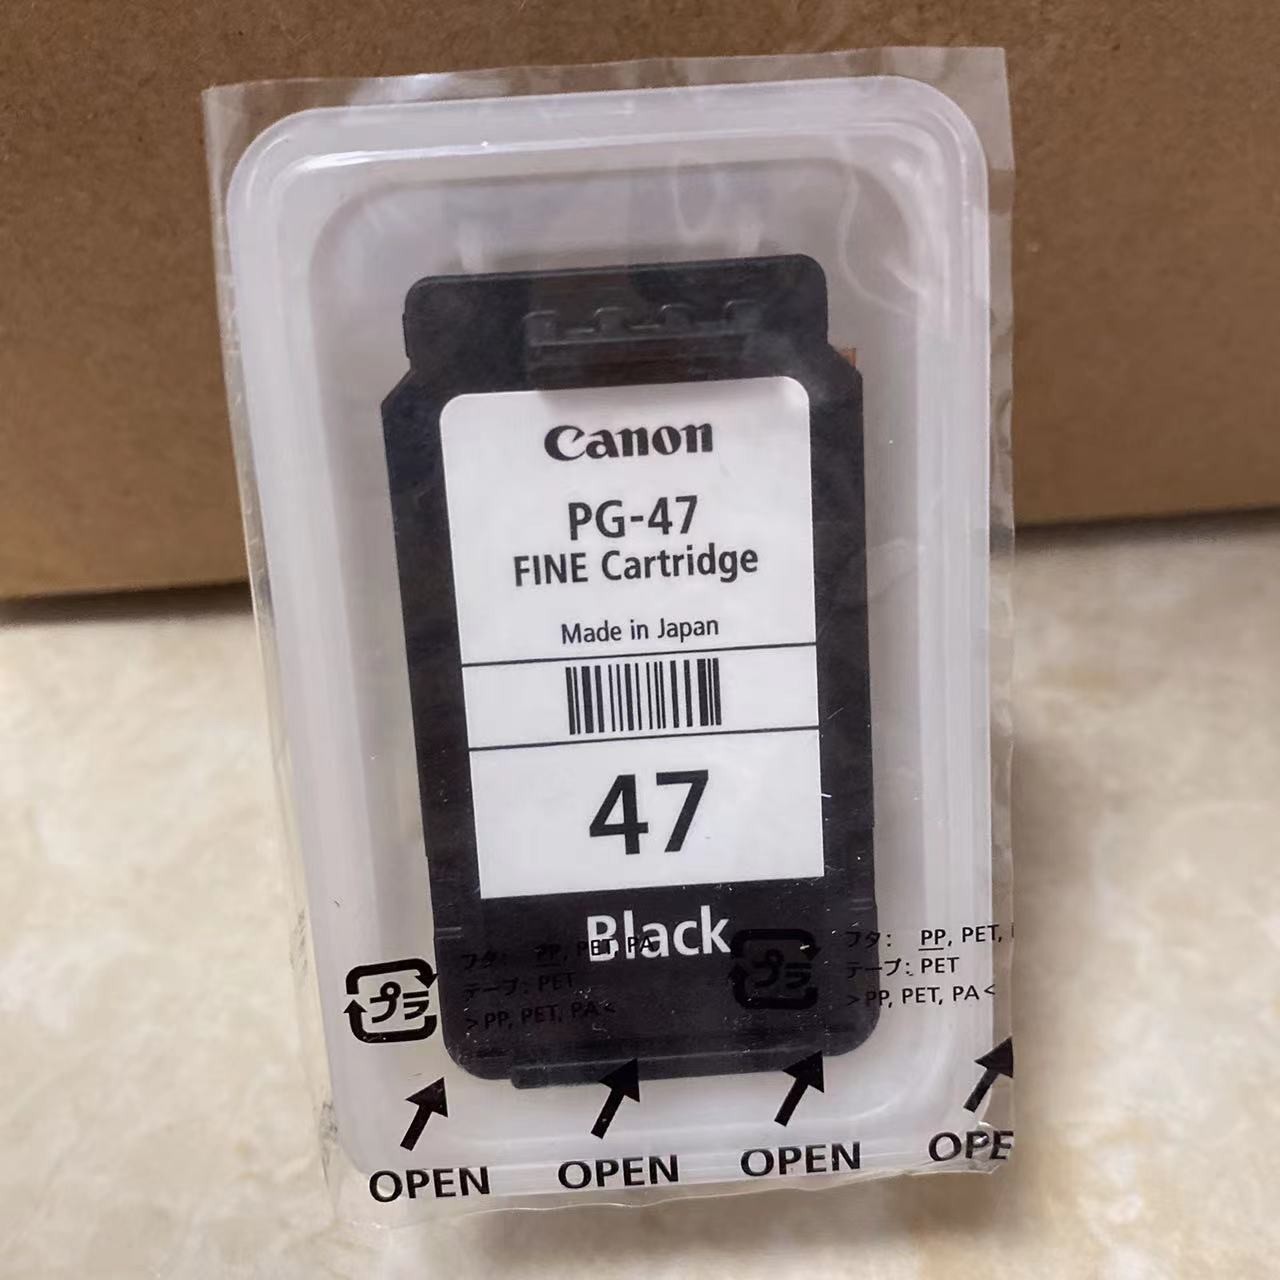 Canon
PG-47
FINE Cartridge
Made in Japan
47
Black
プラ
フタ: PP, PET, PA
テープ: PET
>PP, PET, PA<
プラ
フタ: PP, PET,
テープ: PET
>PP, PET, PA<
OPEN
OPEN
OPEN
OPE